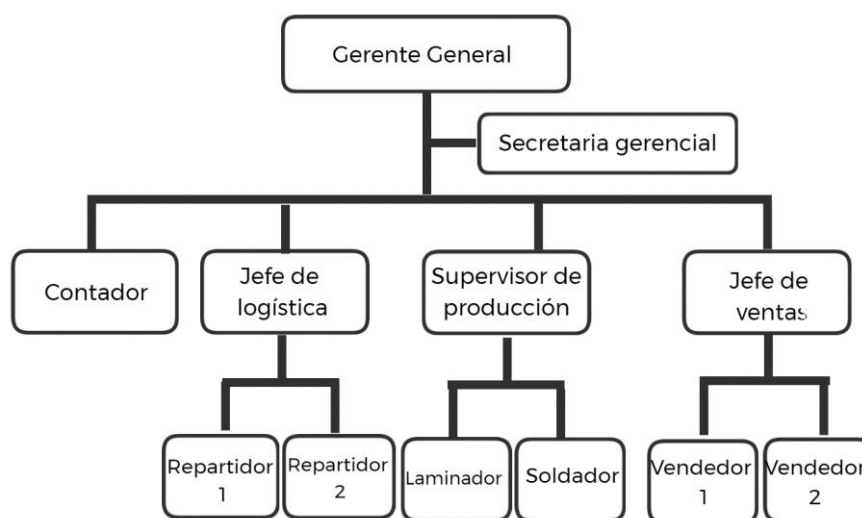 Gerente General
Secretaria gerencial
Contador
Jefe de
logística
Supervisor de
producción
Jefe de
ventas
Repartidor
1
Repartidor
2
Laminador
Soldador
Vendedor
1
Vendedor
2